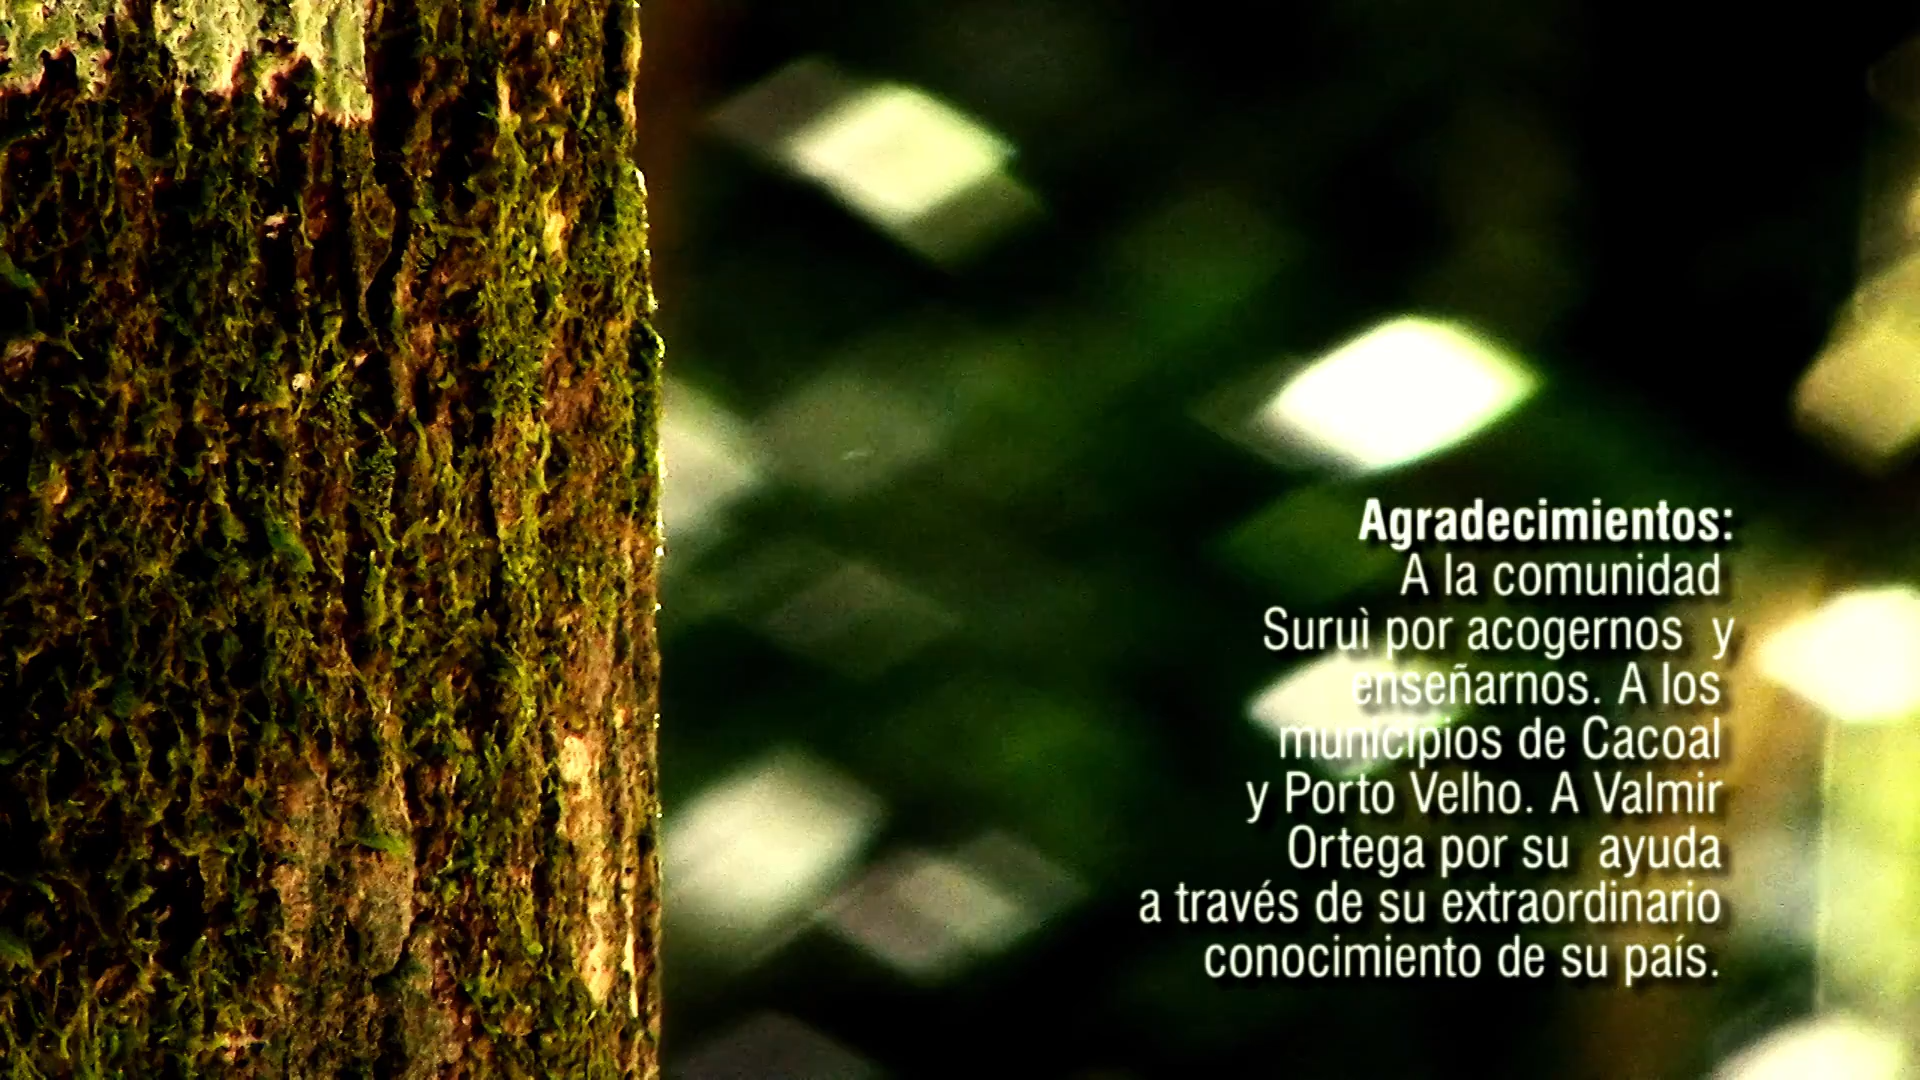 Agradecimientos:
A la comunidad
Suruì por acogernos y
enseñarnos. A los
municipios de Cacoal
y Porto Velho. A Valmir
Ortega por su ayuda
a través de su extraordinario
conocimiento de su país.